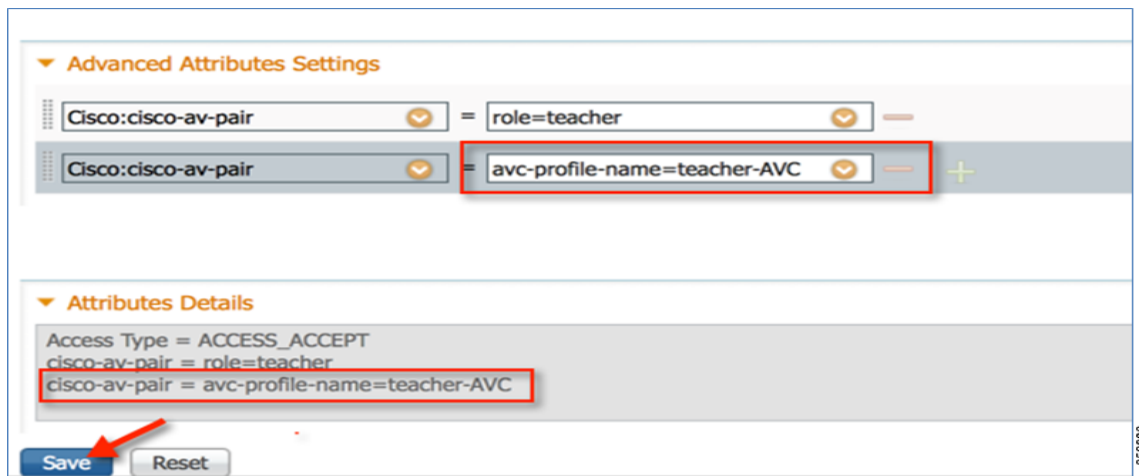 Advanced Attributes Settings
Cisco:cisco-av-pair = role=teacher
Cisco:cisco-av-pair = avc-profile-name=teacher-AVC
Attributes Details
Access Type = ACCESS_ACCEPT
cisco-av-pair = role=teacher
cisco-av-pair = avc-profile-name=teacher-AVC
Save Reset